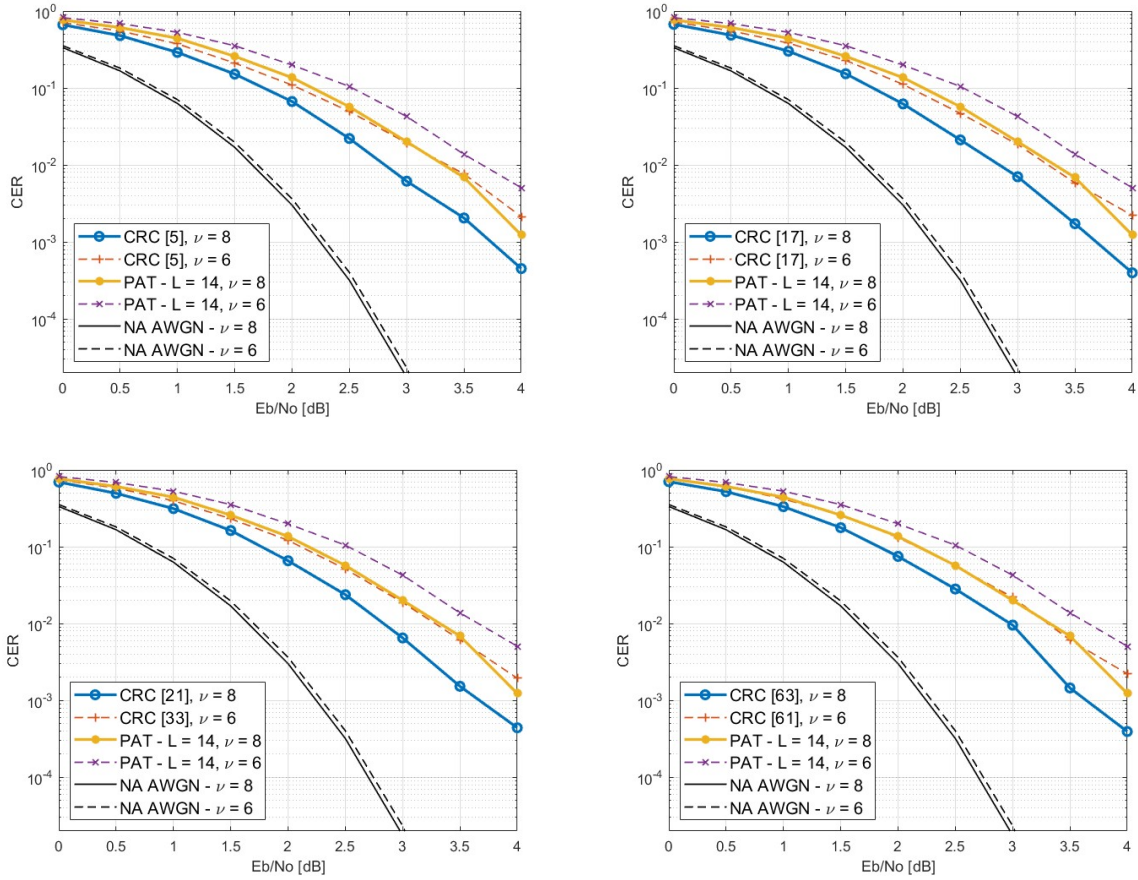 10^0
10^-1
10^-2
10^-3
10^-4
CER
CRC [5], ν = 8
CRC [5], ν = 6
PAT - L = 14, ν = 8
PAT - L = 14, ν = 6
NA AWGN - ν = 8
NA AWGN - ν = 6
0 0.5 1 1.5 2 2.5 3 3.5 4
Eb/No [dB]
10^0
10^-1
10^-2
10^-3
10^-4
CER
CRC [17], ν = 8
CRC [17], ν = 6
PAT - L = 14, ν = 8
PAT - L = 14, ν = 6
NA AWGN - ν = 8
NA AWGN - ν = 6
0 0.5 1 1.5 2 2.5 3 3.5 4
Eb/No [dB]
10^0
10^-1
10^-2
10^-3
10^-4
CER
CRC [21], ν = 8
CRC [33], ν = 6
PAT - L = 14, ν = 8
PAT - L = 14, ν = 6
NA AWGN - ν = 8
NA AWGN - ν = 6
0 0.5 1 1.5 2 2.5 3 3.5 4
Eb/No [dB]
10^0
10^-1
10^-2
10^-3
10^-4
CER
CRC [63], ν = 8
CRC [61], ν = 6
PAT - L = 14, ν = 8
PAT - L = 14, ν = 6
NA AWGN - ν = 8
NA AWGN - ν = 6
0 0.5 1 1.5 2 2.5 3 3.5 4
Eb/No [dB]